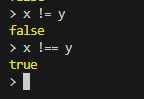 > x != y
false
> x !== y
true
>